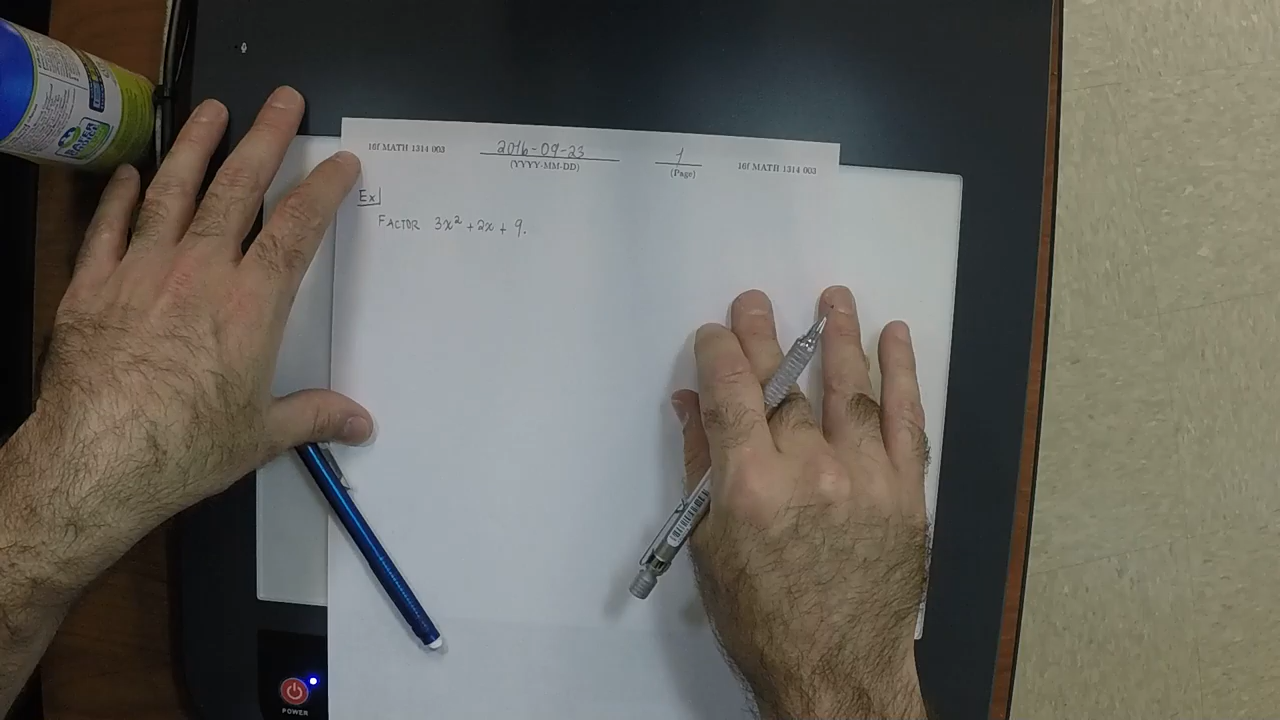 16f MATH 1314 003 2016-09-23 1 16f MATH 1314 003
(YYYY-MM-DD) (Page)
Ex
FACTOR 3x² + 2x + 9.
POWER